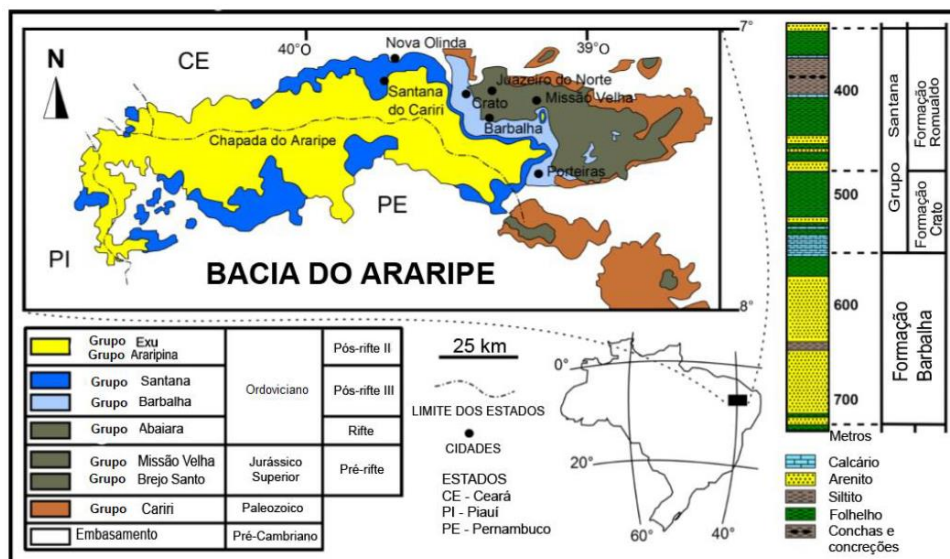 7°
40°
39°
N
CE
Nova Olinda
Juazeiro do Norte
Santana
do Cariri
Crato
Missão Velha
Barbalha
Chapada do Araripe
Porteiras
PE
PI
BACIA DO ARARIPE
8°
Grupo Exu
Grupo Araripina
Pós-rifte II
Grupo Santana
Grupo Barbalha
Ordoviciano
Pós-rifte III
Grupo Abaiara
Rifte
Grupo Missão Velha
Grupo Brejo Santo
Jurássico
Superior
Pré-rifte
Grupo Cariri
Paleozoico
Embasamento
Pré-Cambriano
25 km
LIMITE DOS ESTADOS
CIDADES
ESTADOS
CE - Ceará
PI - Piauí
PE - Pernambuco
0°
20°
60°
40°
400
500
600
700
Metros
Grupo Santana
Formação
Romualdo
Formação
Crato
Formação
Barbalha
Calcário
Arenito
Siltito
Folhelho
Conchas e
concreções